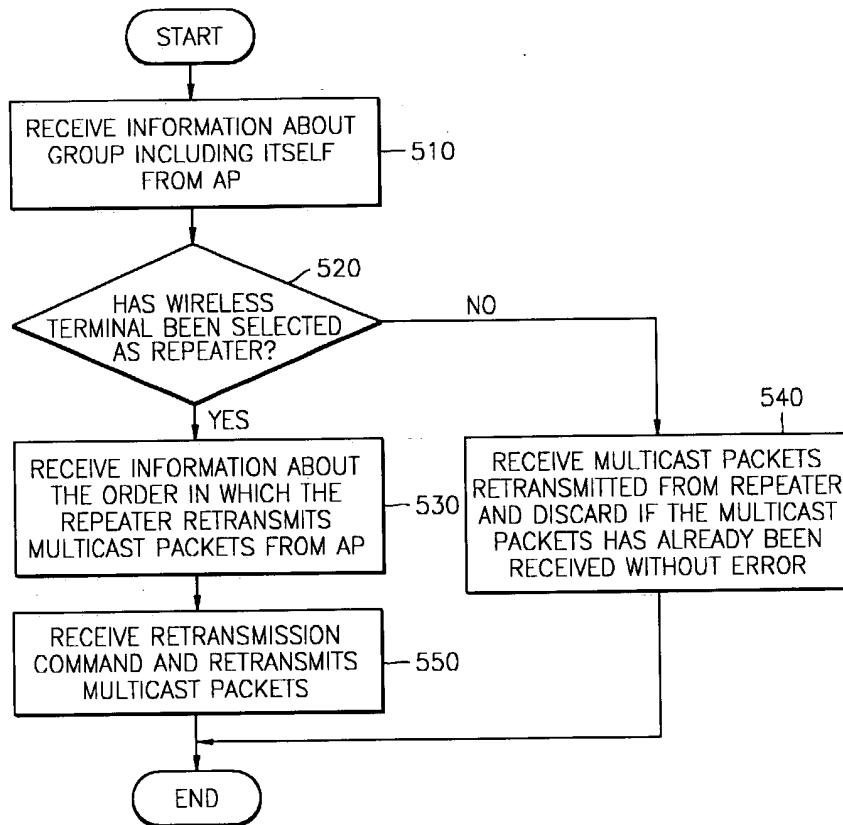 START
RECEIVE INFORMATION ABOUT
GROUP INCLUDING ITSELF
FROM AP
510
520
HAS WIRELESS
TERMINAL BEEN SELECTED
AS REPEATER?
NO
YES
540
RECEIVE INFORMATION ABOUT
THE ORDER IN WHICH THE
REPEATER RETRANSMITS
MULTICAST PACKETS FROM AP
530
RECEIVE MULTICAST PACKETS
RETRANSMITTED FROM REPEATER
AND DISCARD IF THE MULTICAST
PACKETS HAS ALREADY BEEN
RECEIVED WITHOUT ERROR
RECEIVE RETRANSMISSION
COMMAND AND RETRANSMITS
MULTICAST PACKETS
550
END